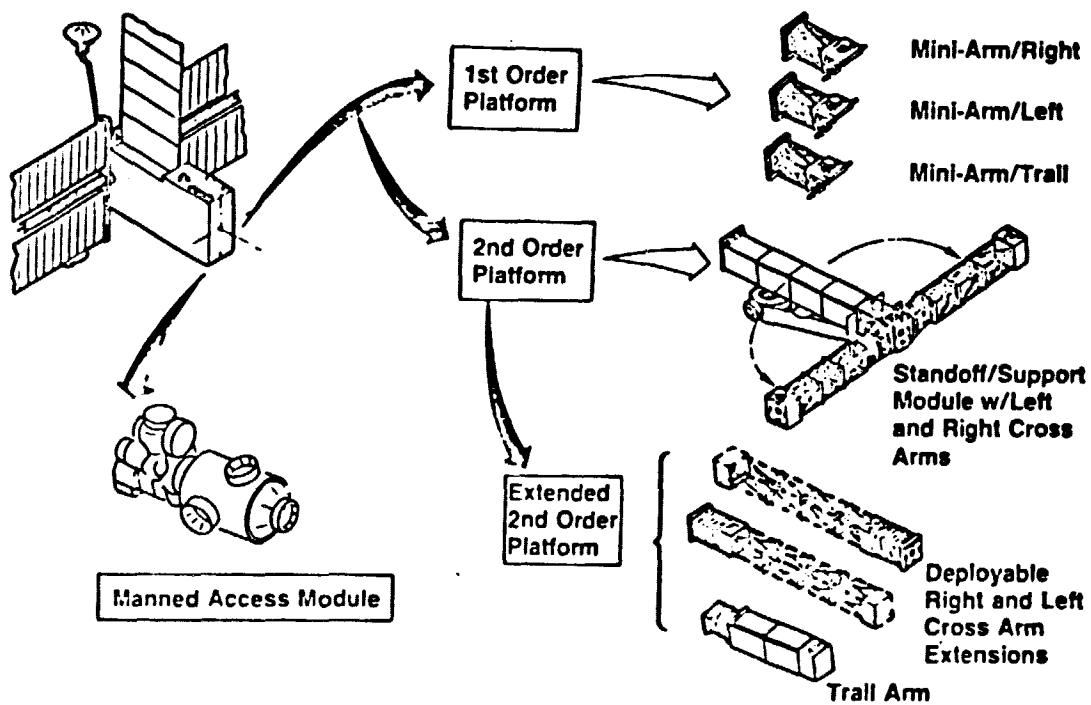 1st Order
Platform
Mini-Arm/Right
Mini-Arm/Left
Mini-Arm/Trail
2nd Order
Platform
Standoff/Support
Module w/Left
and Right Cross
Arms
Extended
2nd Order
Platform
Manned Access Module
Deployable
Right and Left
Cross Arm
Extensions
Trail Arm